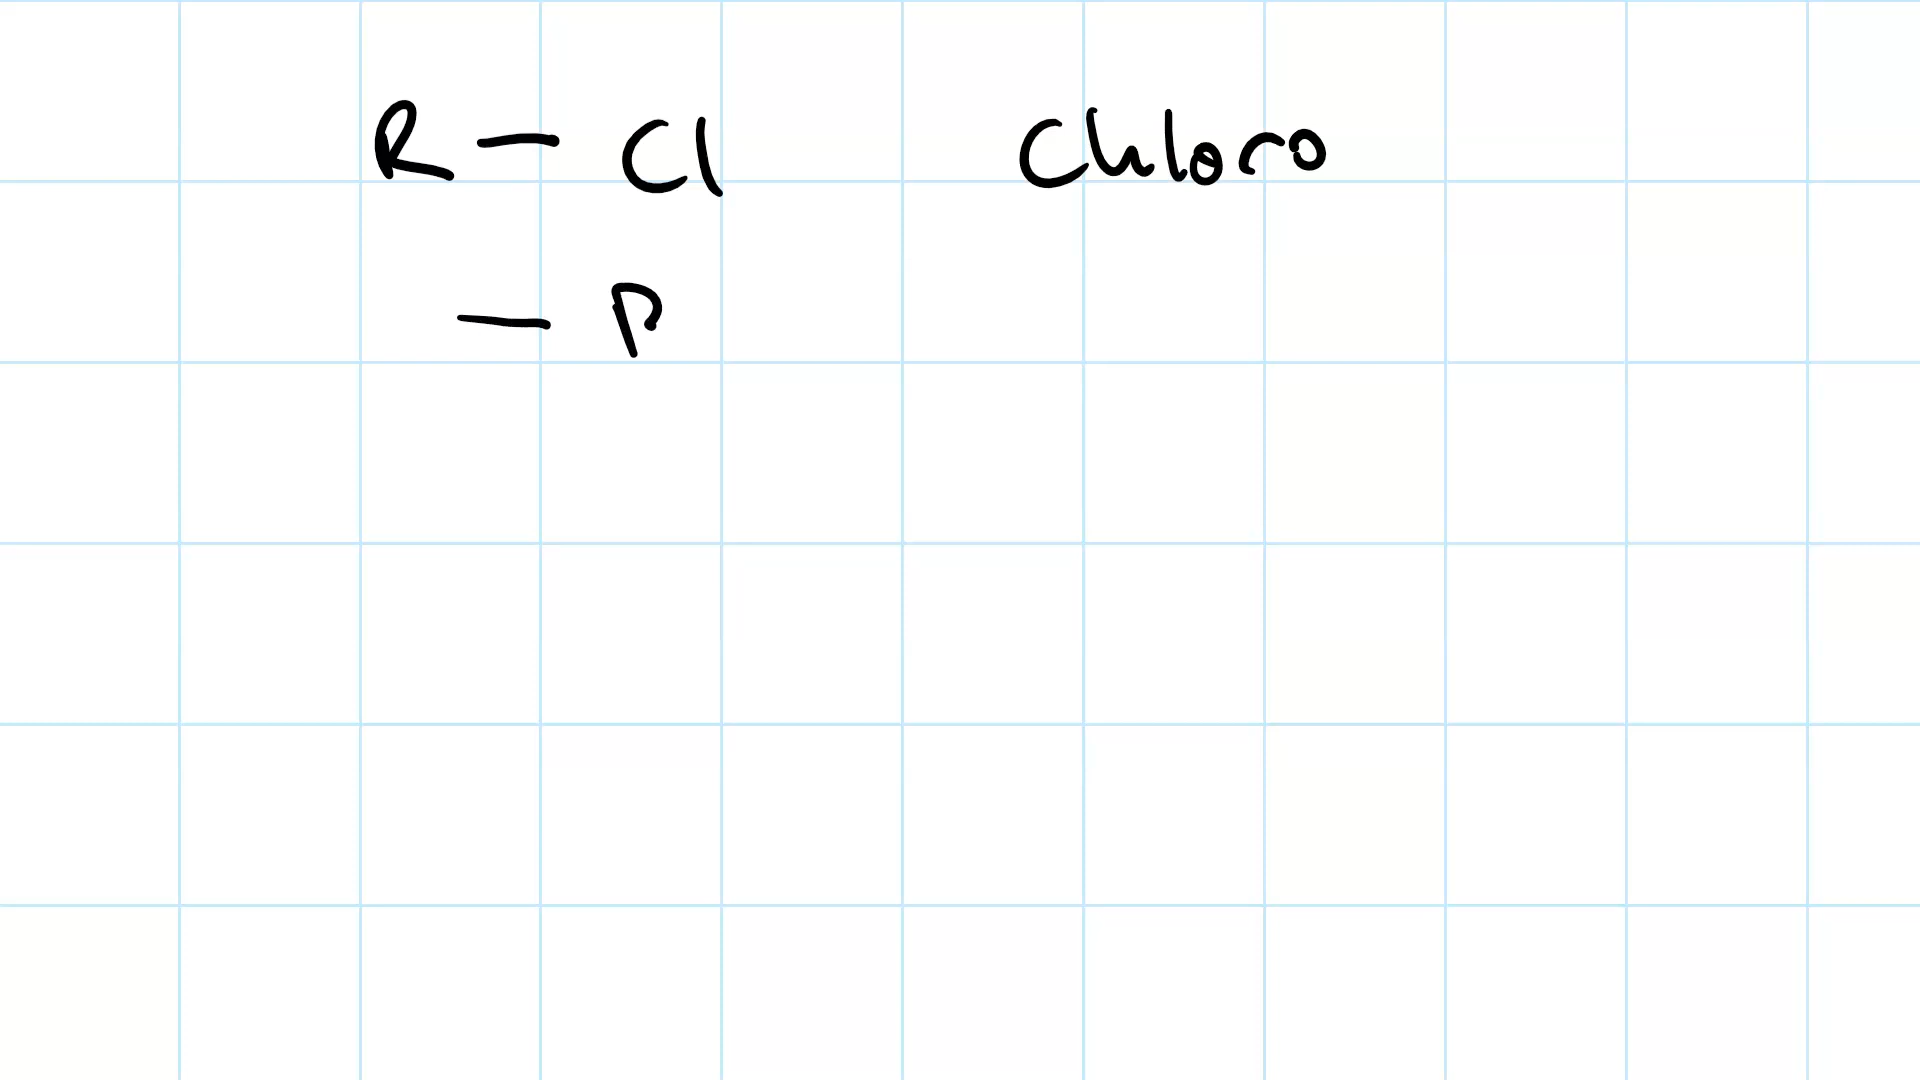 R — Cl Chloro
— P